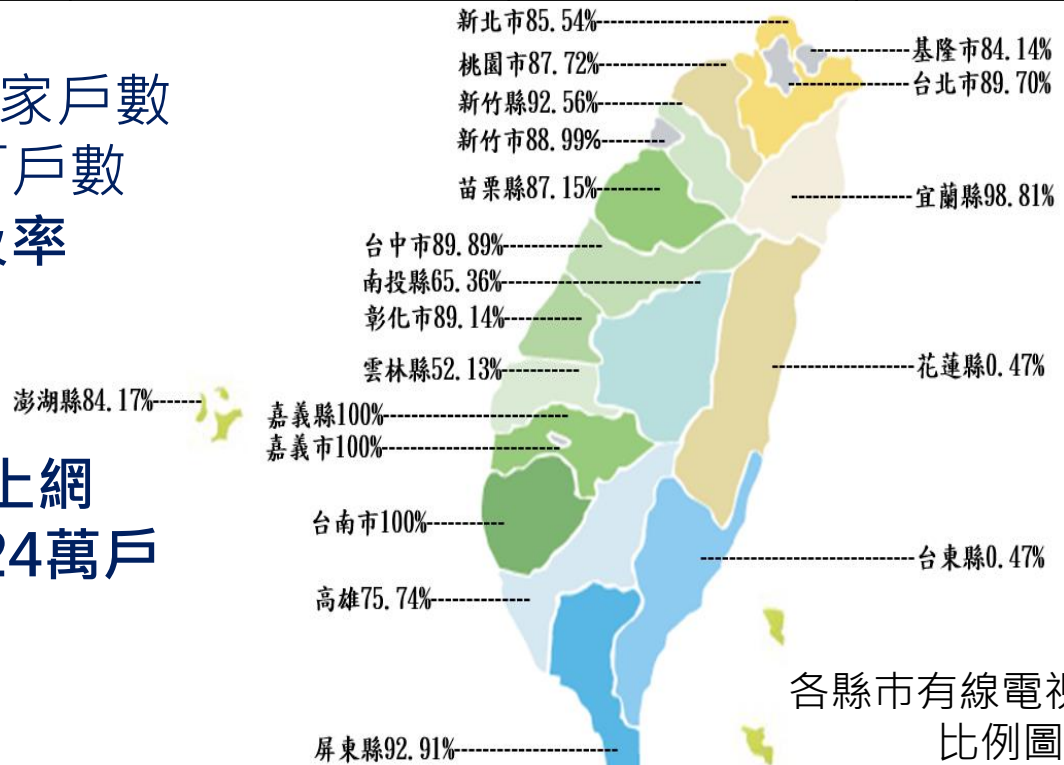 家戶數
戶數
率
上網
24萬戶
新北市85.54%
桃園市87.72%
新竹縣92.56%
新竹市88.99%
苗栗縣87.15%
台中市89.89%
南投縣65.36%
彰化市89.14%
雲林縣52.13%
澎湖縣84.17%
嘉義縣100%
嘉義市100%
台南市100%
高雄75.74%
屏東縣92.91%
基隆市84.14%
台北市89.70%
宜蘭縣98.81%
花蓮縣0.47%
台東縣0.47%
各縣市有線電視
比例圖